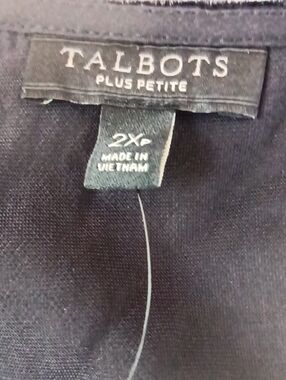 TALBOTS
PLUS PETITE
2XP
MADE IN
VIETNAM